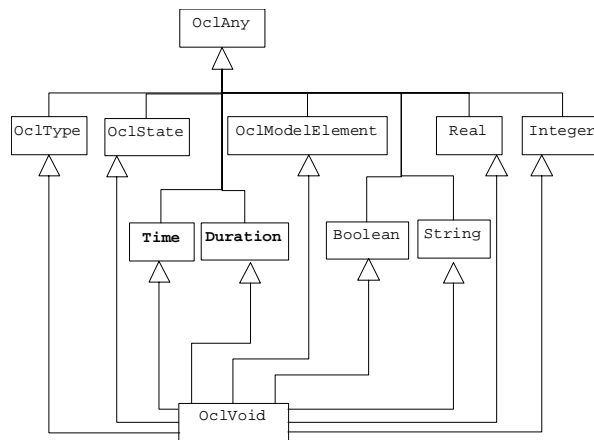 OclAny
OclType
OclState
OclModelElement
Real
Integer
Time
Duration
Boolean
String
OclVoid